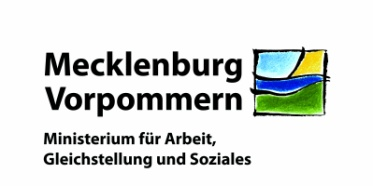 Mecklenburg
Vorpommern
Ministerium für Arbeit,
Gleichstellung und Soziales